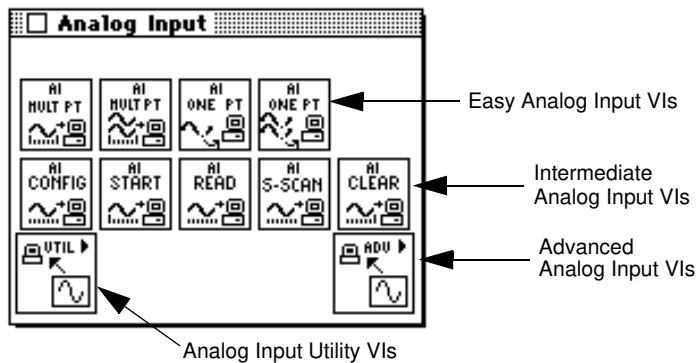 Analog Input
AI MULT PT
AI MULT PT
AI ONE PT
AI ONE PT
Easy Analog Input VIs
AI CONFIG
AI START
AI READ
AI S-SCAN
AI CLEAR
Intermediate
Analog Input VIs
UTIL
ADV
Advanced
Analog Input VIs
Analog Input Utility VIs